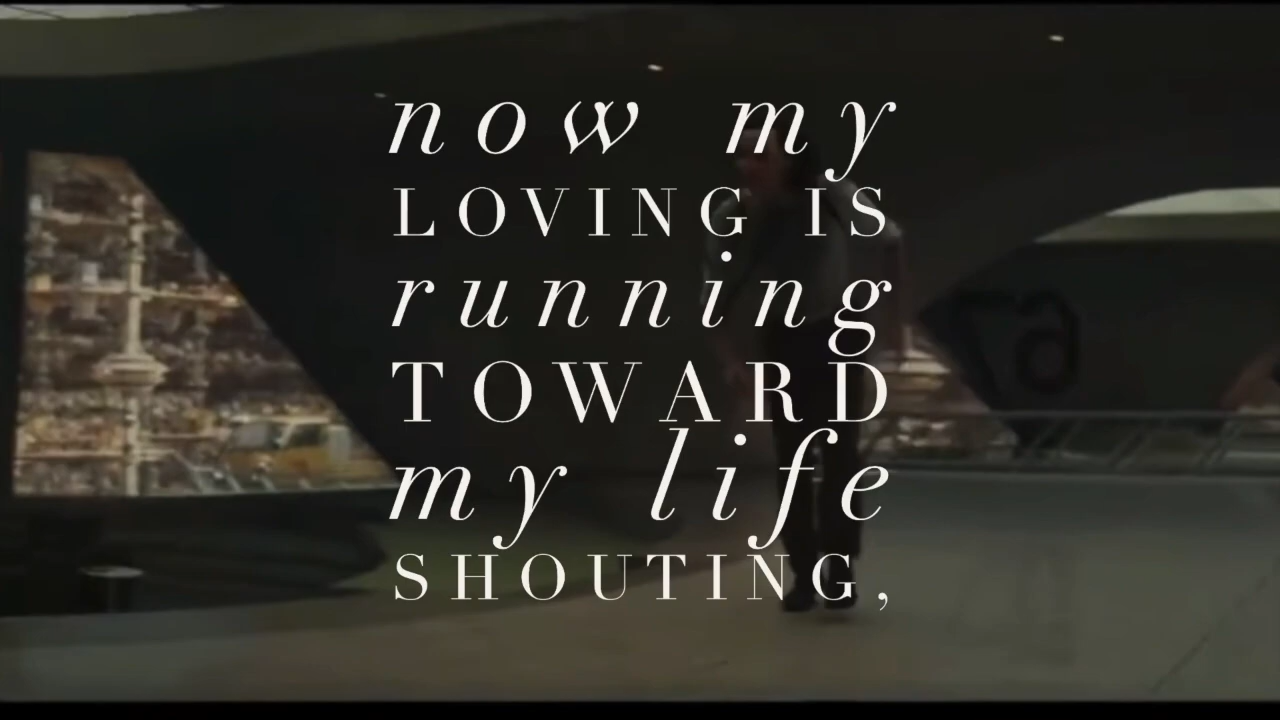 now my
LOVING IS
running
TOWARD
my life
SHOUTING,